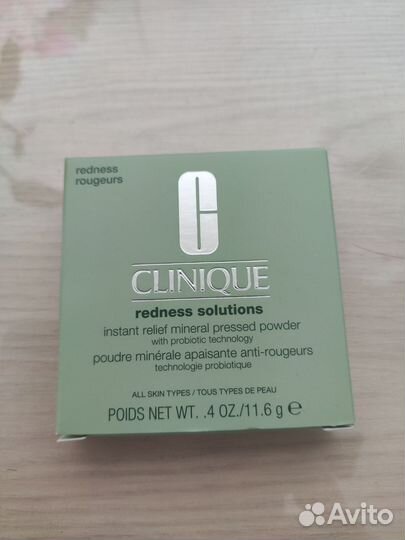 redness
rougeurs
C
CLINIQUE
redness solutions
instant relief mineral pressed powder
with probiotic technology
poudre minérale apaisante anti-rougeurs
technologie probiotique
ALL SKIN TYPES / TOUS TYPES DE PEAU
POIDS NET WT. .4 OZ./11.6 g ℮
Avito